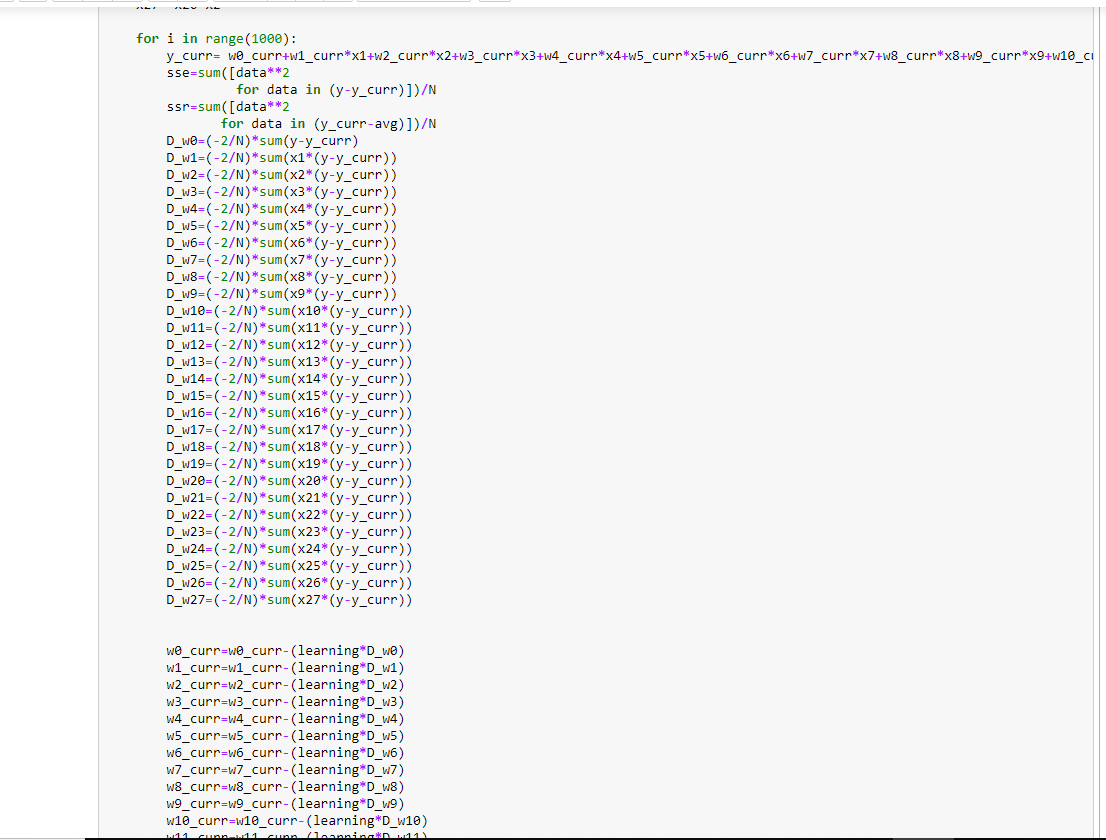 for i in range(1000):
y_curr= w0_curr+w1_curr*x1+w2_curr*x2+w3_curr*x3+w4_curr*x4+w5_curr*x5+w6_curr*x6+w7_curr*x7+w8_curr*x8+w9_curr*x9+w10_cu
sse=sum([data**2
for data in (y-y_curr)])/N
ssr=sum([data**2
for data in (y_curr-avg)])/N
D_w0=(-2/N)*sum(y-y_curr)
D_w1=(-2/N)*sum(x1*(y-y_curr))
D_w2=(-2/N)*sum(x2*(y-y_curr))
D_w3=(-2/N)*sum(x3*(y-y_curr))
D_w4=(-2/N)*sum(x4*(y-y_curr))
D_w5=(-2/N)*sum(x5*(y-y_curr))
D_w6=(-2/N)*sum(x6*(y-y_curr))
D_w7=(-2/N)*sum(x7*(y-y_curr))
D_w8=(-2/N)*sum(x8*(y-y_curr))
D_w9=(-2/N)*sum(x9*(y-y_curr))
D_w10=(-2/N)*sum(x10*(y-y_curr))
D_w11=(-2/N)*sum(x11*(y-y_curr))
D_w12=(-2/N)*sum(x12*(y-y_curr))
D_w13=(-2/N)*sum(x13*(y-y_curr))
D_w14=(-2/N)*sum(x14*(y-y_curr))
D_w15=(-2/N)*sum(x15*(y-y_curr))
D_w16=(-2/N)*sum(x16*(y-y_curr))
D_w17=(-2/N)*sum(x17*(y-y_curr))
D_w18=(-2/N)*sum(x18*(y-y_curr))
D_w19=(-2/N)*sum(x19*(y-y_curr))
D_w20=(-2/N)*sum(x20*(y-y_curr))
D_w21=(-2/N)*sum(x21*(y-y_curr))
D_w22=(-2/N)*sum(x22*(y-y_curr))
D_w23=(-2/N)*sum(x23*(y-y_curr))
D_w24=(-2/N)*sum(x24*(y-y_curr))
D_w25=(-2/N)*sum(x25*(y-y_curr))
D_w26=(-2/N)*sum(x26*(y-y_curr))
D_w27=(-2/N)*sum(x27*(y-y_curr))
w0_curr=w0_curr-(learning*D_w0)
w1_curr=w1_curr-(learning*D_w1)
w2_curr=w2_curr-(learning*D_w2)
w3_curr=w3_curr-(learning*D_w3)
w4_curr=w4_curr-(learning*D_w4)
w5_curr=w5_curr-(learning*D_w5)
w6_curr=w6_curr-(learning*D_w6)
w7_curr=w7_curr-(learning*D_w7)
w8_curr=w8_curr-(learning*D_w8)
w9_curr=w9_curr-(learning*D_w9)
w10_curr=w10_curr-(learning*D_w10)
w11_curr=w11_curr-(learning*D_w11)